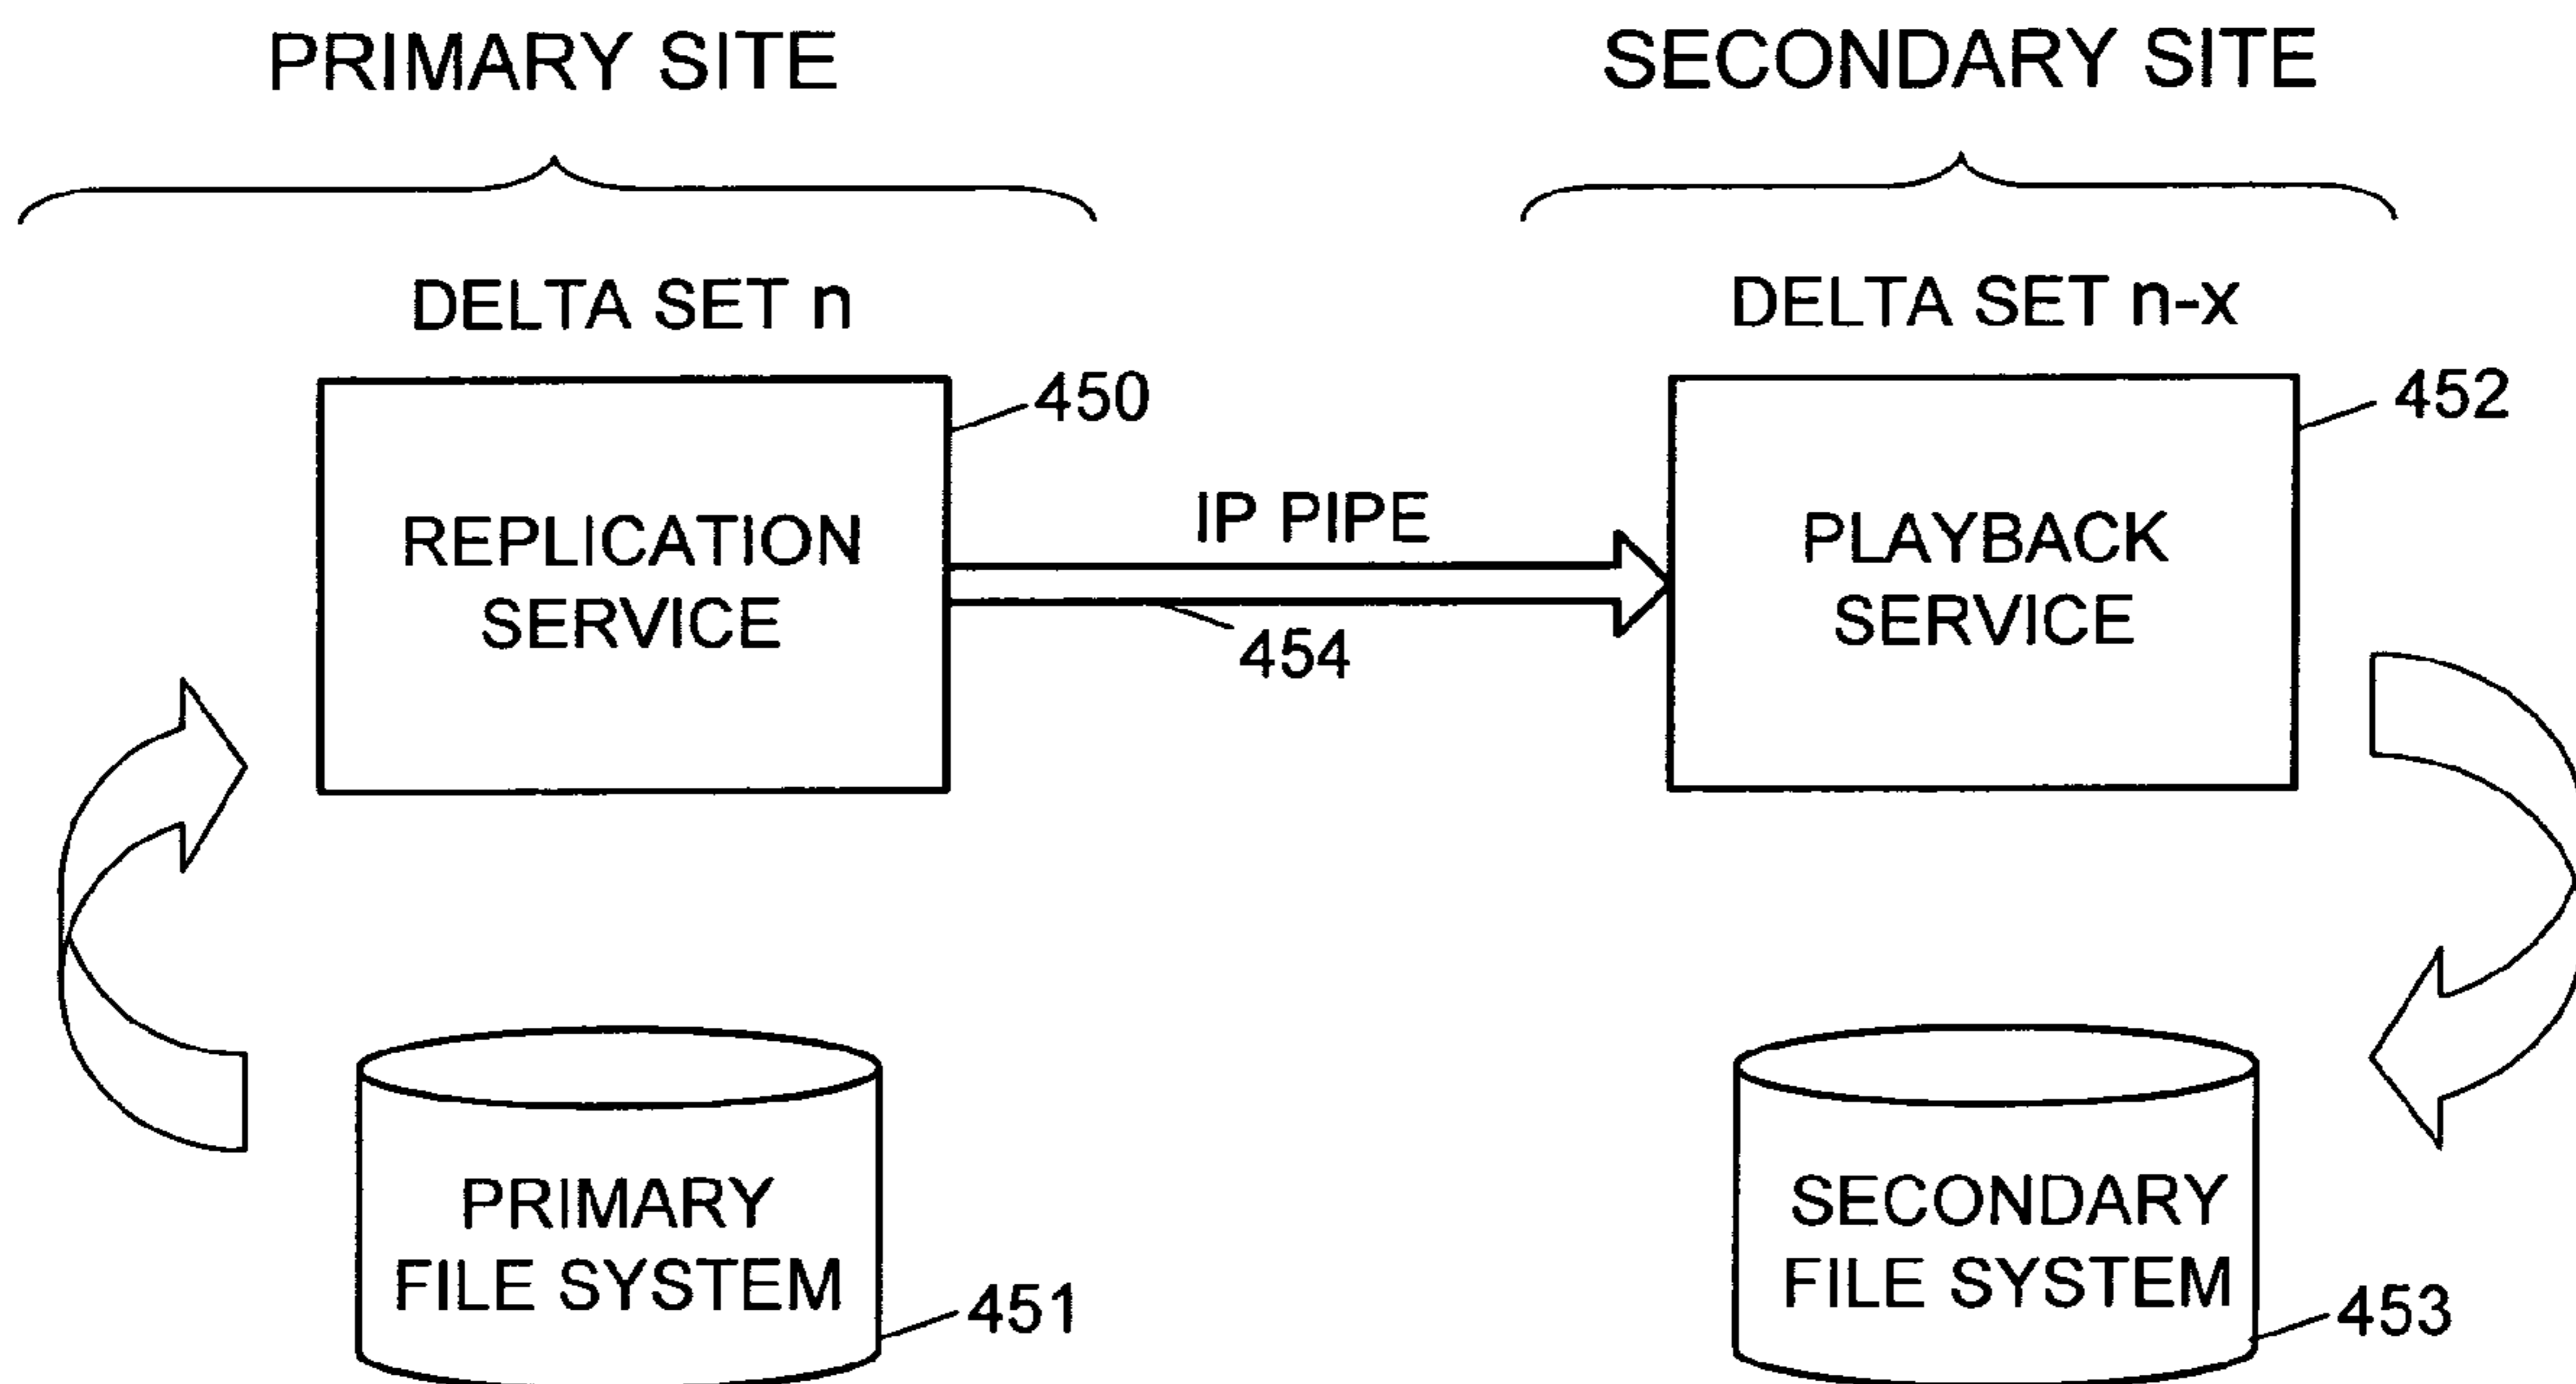 PRIMARY SITE
SECONDARY SITE
DELTA SET n
DELTA SET n-x
450
452
REPLICATION
SERVICE
IP PIPE
454
PLAYBACK
SERVICE
PRIMARY
FILE SYSTEM
451
SECONDARY
FILE SYSTEM
453